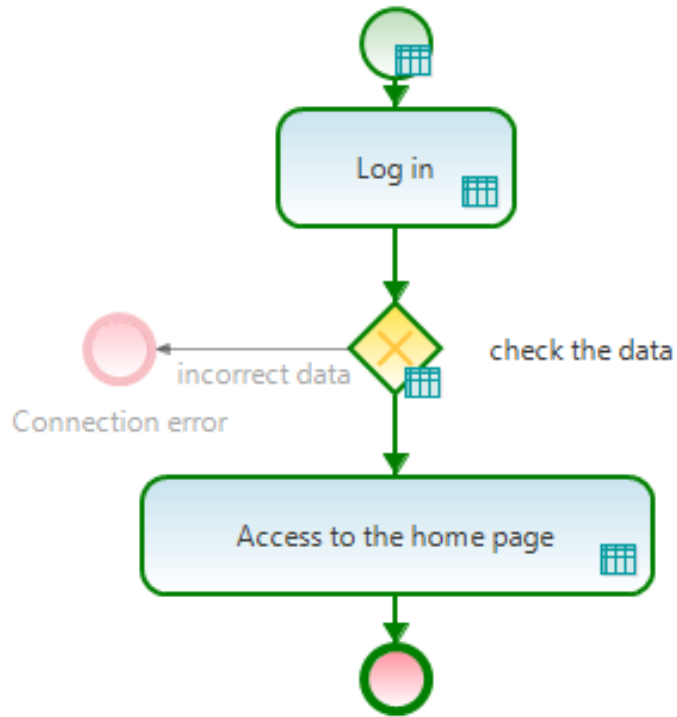 Log in
check the data
incorrect data
Connection error
Access to the home page